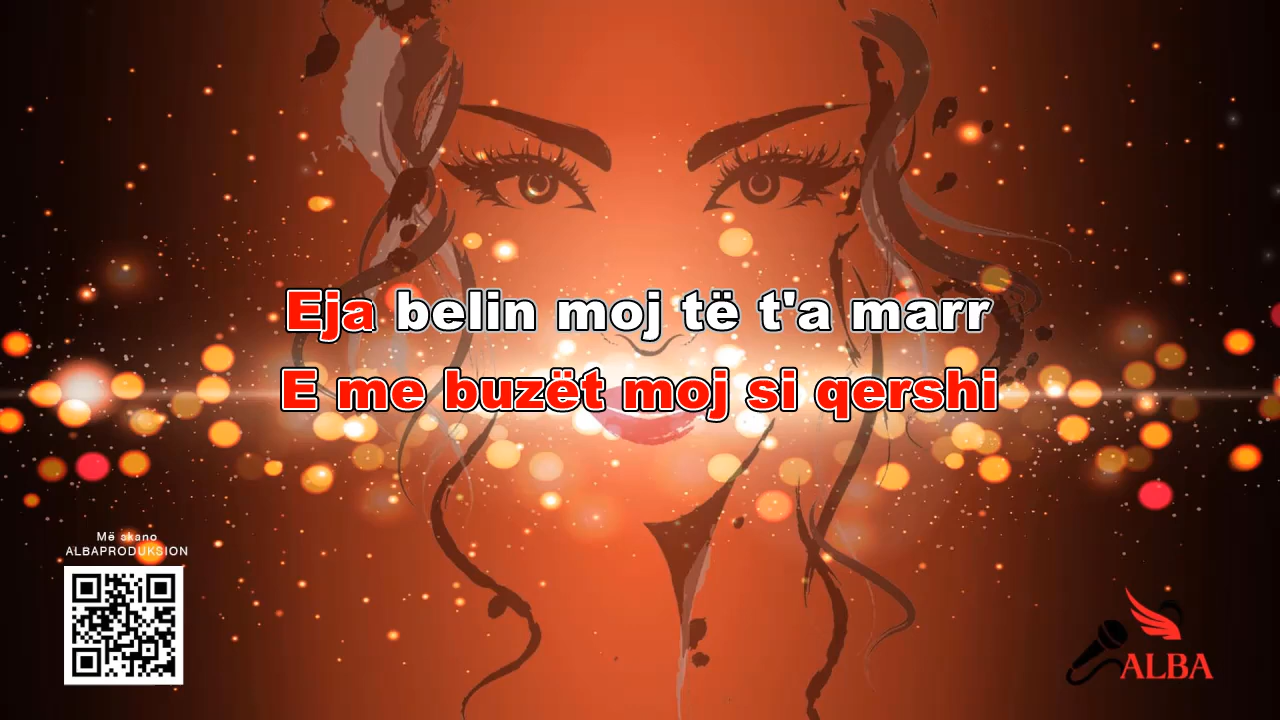 Eja belin moj të t'a marr
E me buzët moj si qershi
Më skano
ALBAPRODUKSION
ALBA